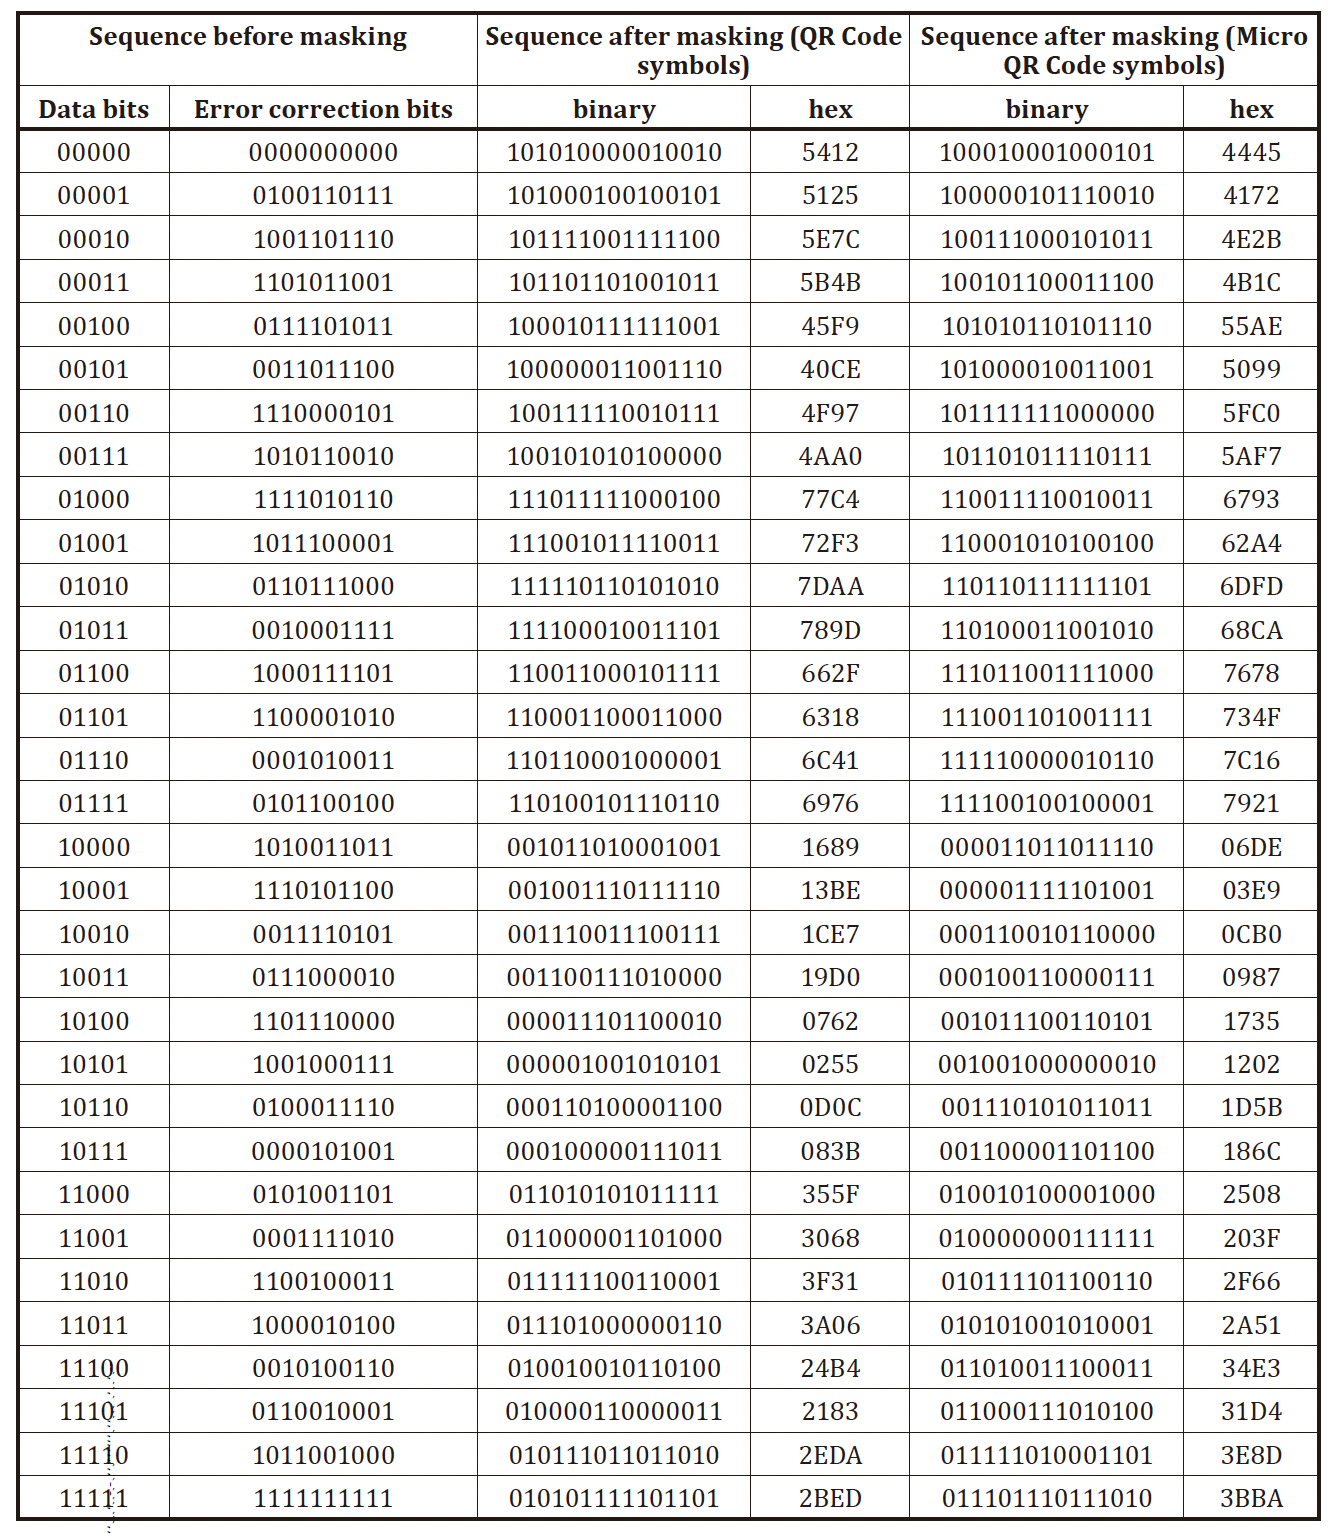 Sequence before masking Sequence after masking (QR Code symbols) Sequence after masking (Micro QR Code symbols)
Data bits Error correction bits binary hex binary hex
00000 0000000000 101010000010010 5412 100010001000101 4445
00001 0100110111 101000100100101 5125 100000101110010 4172
00010 1001101110 101111001111100 5E7C 100111000101011 4E2B
00011 1101011001 101101101001011 5B4B 100101100011100 4B1C
00100 0111101011 100010111111001 45F9 101010110101110 55AE
00101 0011011100 100000011001110 40CE 101000010011001 5099
00110 1110000101 100111110010111 4F97 101111111000000 5FC0
00111 1010110010 100101010100000 4AA0 101101011110111 5AF7
01000 1111010110 111011111000100 77C4 110011110010011 6793
01001 1011100001 111001011110011 72F3 110001010100100 62A4
01010 0110111000 111110110101010 7DAA 110110111111101 6DFD
01011 0010001111 111100010011101 789D 110100011001010 68CA
01100 1000111101 110011000101111 662F 111011001111000 7678
01101 1100001010 110001100011000 6318 111001101001111 734F
01110 0001010011 110110001000001 6C41 111110000010110 7C16
01111 0101100100 110100101110110 6976 111100100100001 7921
10000 1010011011 001011010001001 1689 000011011011110 06DE
10001 1110101100 001001110111110 13BE 000001111101001 03E9
10010 0011110101 001110011100111 1CE7 000110010110000 0CB0
10011 0111000010 001100111010000 19D0 000100110000111 0987
10100 1101110000 000011101100010 0762 001011100110101 1735
10101 1001000111 000001001010101 0255 001001000000010 1202
10110 0100011110 000110100001100 0D0C 001110101011011 1D5B
10111 0000101001 000100000111011 083B 001100001101100 186C
11000 0101001101 011010101011111 355F 010010100001000 2508
11001 0001111010 011000001101000 3068 010000000111111 203F
11010 1100100011 011111100110001 3F31 010111101100110 2F66
11011 1000010100 011101000000110 3A06 010101001010001 2A51
11100 0010100110 010010010110100 24B4 011010011100011 34E3
11101 0110010001 010000110000011 2183 011000111010100 31D4
11110 1011001000 010111011011010 2EDA 011111010001101 3E8D
11111 1111111111 010101111101101 2BED 011101110111010 3BBA